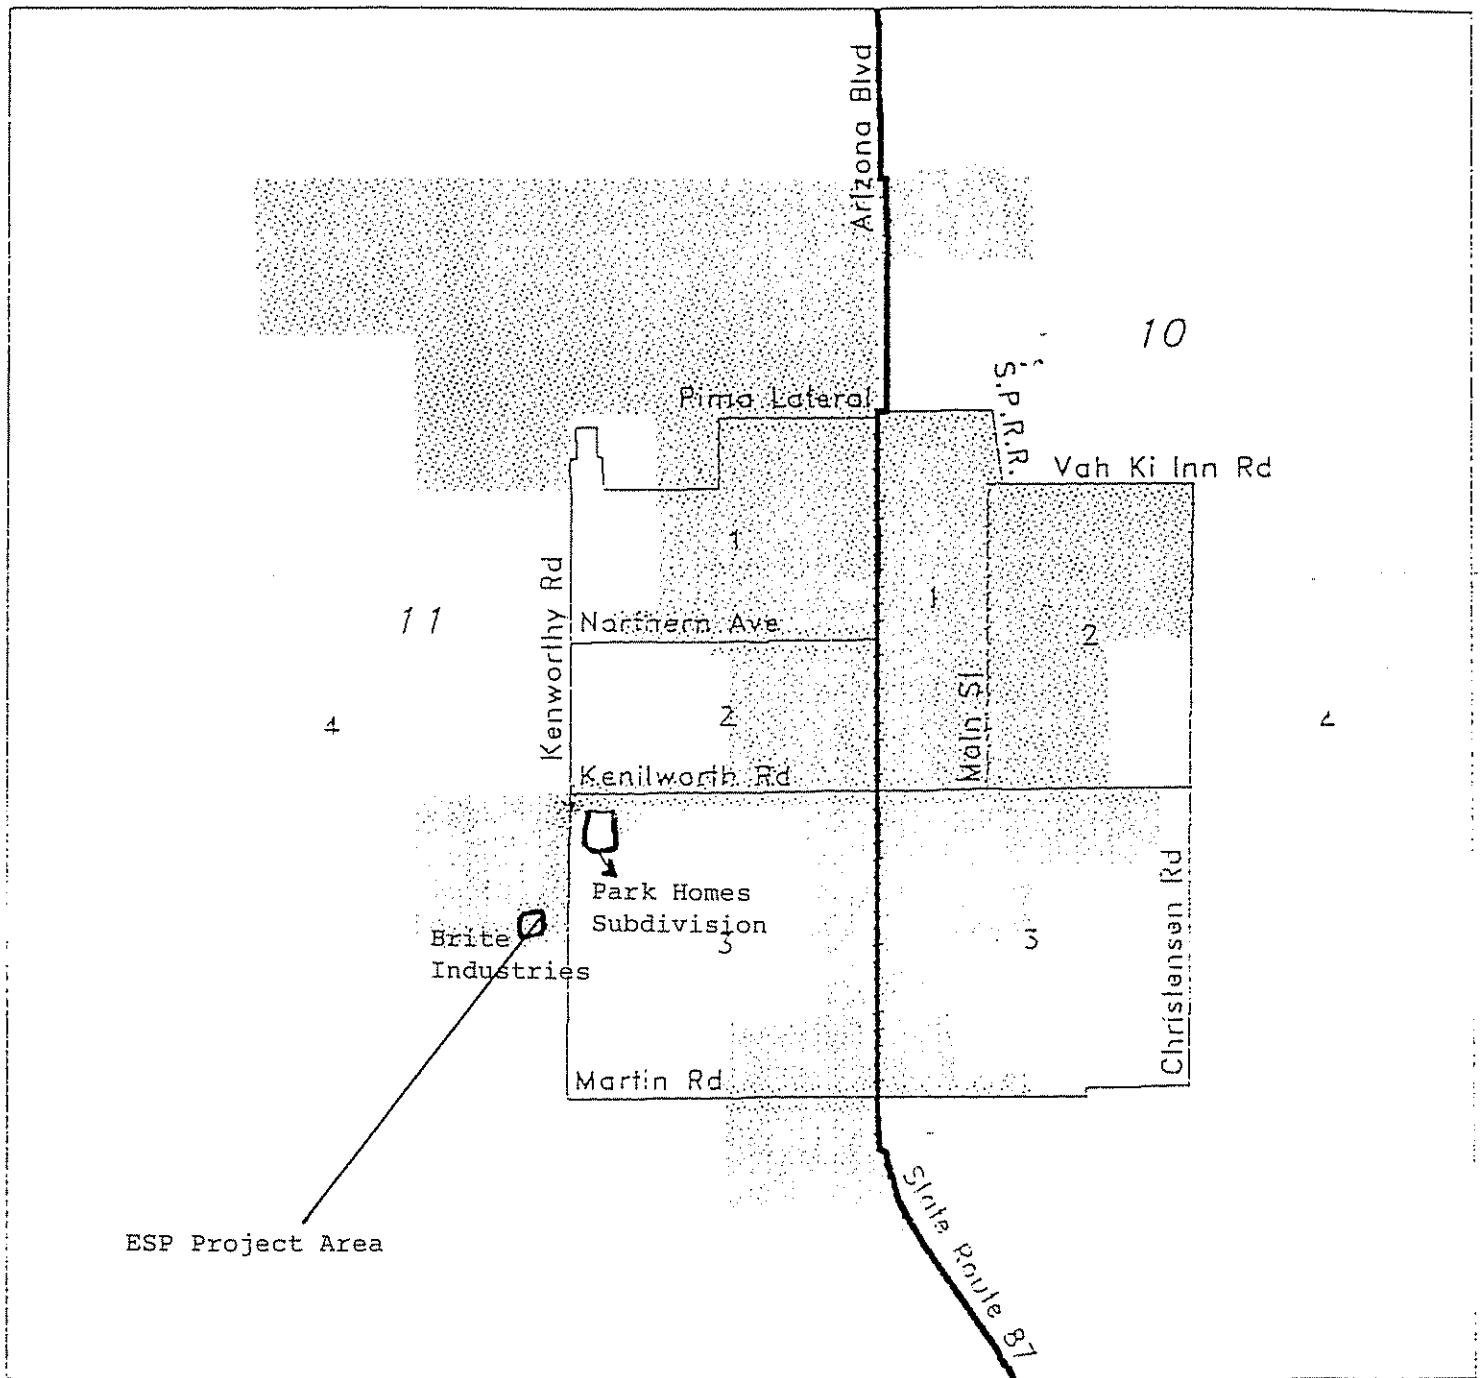 Arizona Blvd
10
Pima Lateral
S.P.R.R.
Vah Ki Inn Rd
1
1
Kenworthy Rd
11
Northern Ave
2
Main St.
4
2
Kenilworth Rd
Park Homes
Subdivision
Brite
Industries
3
3
Christensen Rd
Martin Rd
State Route 87
ESP Project Area